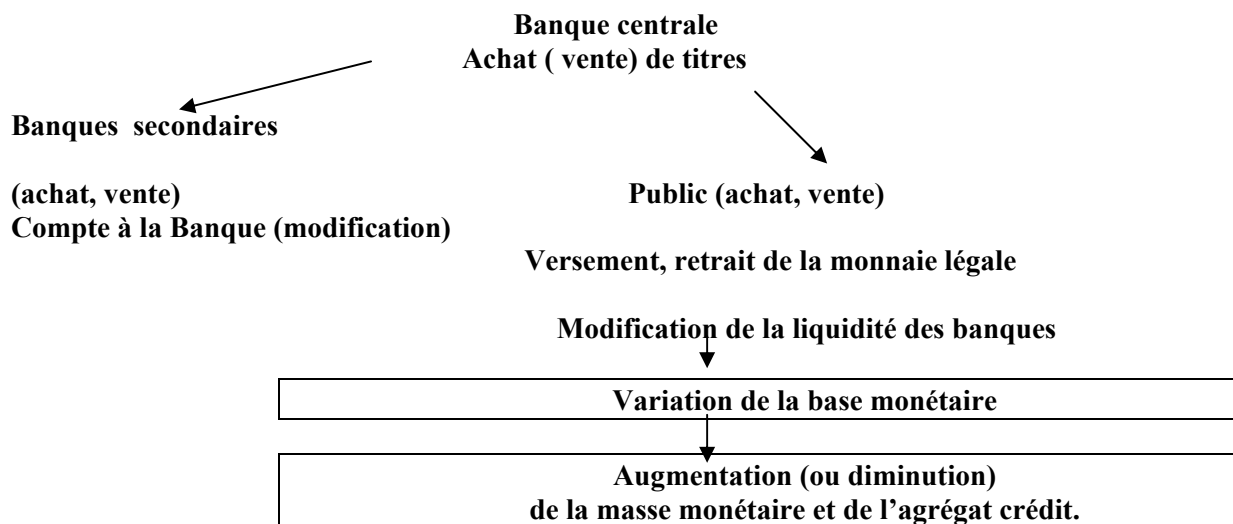 Banque centrale
Achat ( vente) de titres
Banques secondaires
(achat, vente)
Compte à la Banque (modification)
Public (achat, vente)
Versement, retrait de la monnaie légale
Modification de la liquidité des banques
Variation de la base monétaire
Augmentation (ou diminution)
de la masse monétaire et de l’agrégat crédit.